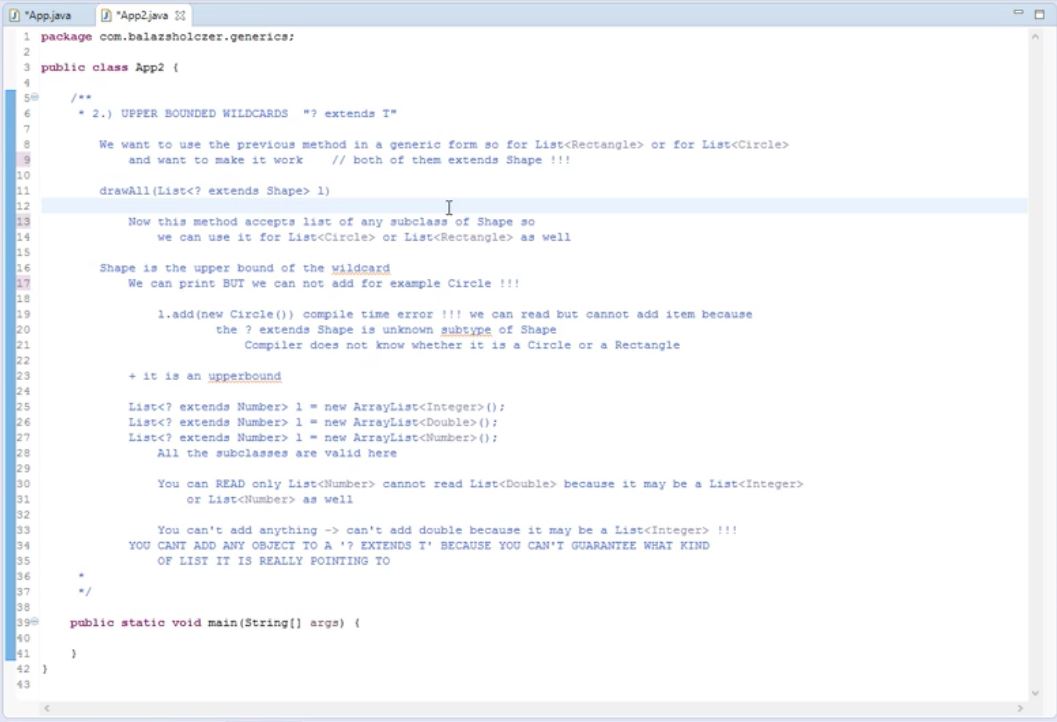 *App.java *App2.java
1 package com.balazsholczer.generics;
2
3 public class App2 {
4
5 /**
6 * 2.) UPPER BOUNDED WILDCARDS "? extends T"
7
8 We want to use the previous method in a generic form so for List<Rectangle> or for List<Circle>
9 and want to make it work // both of them extends Shape !!!
10
11 drawAll(List<? extends Shape> l)
12
13 Now this method accepts list of any subclass of Shape so
14 we can use it for List<Circle> or List<Rectangle> as well
15
16 Shape is the upper bound of the wildcard
17 We can print BUT we can not add for example Circle !!!
18
19 l.add(new Circle()) compile time error !!! we can read but cannot add item because
20 the ? extends Shape is unknown subtype of Shape
21 Compiler does not know whether it is a Circle or a Rectangle
22
23 + it is an upperbound
24
25 List<? extends Number> l = new ArrayList<Integer>();
26 List<? extends Number> l = new ArrayList<Double>();
27 List<? extends Number> l = new ArrayList<Number>();
28 All the subclasses are valid here
29
30 You can READ only List<Number> cannot read List<Double> because it may be a List<Integer>
31 or List<Number> as well
32
33 You can't add anything -> can't add double because it may be a List<Integer> !!!
34 YOU CANT ADD ANY OBJECT TO A '? EXTENDS T' BECAUSE YOU CAN'T GUARANTEE WHAT KIND
35 OF LIST IT IS REALLY POINTING TO
36 *
37 */
38
39 public static void main(String[] args) {
40
41 }
42 }
43